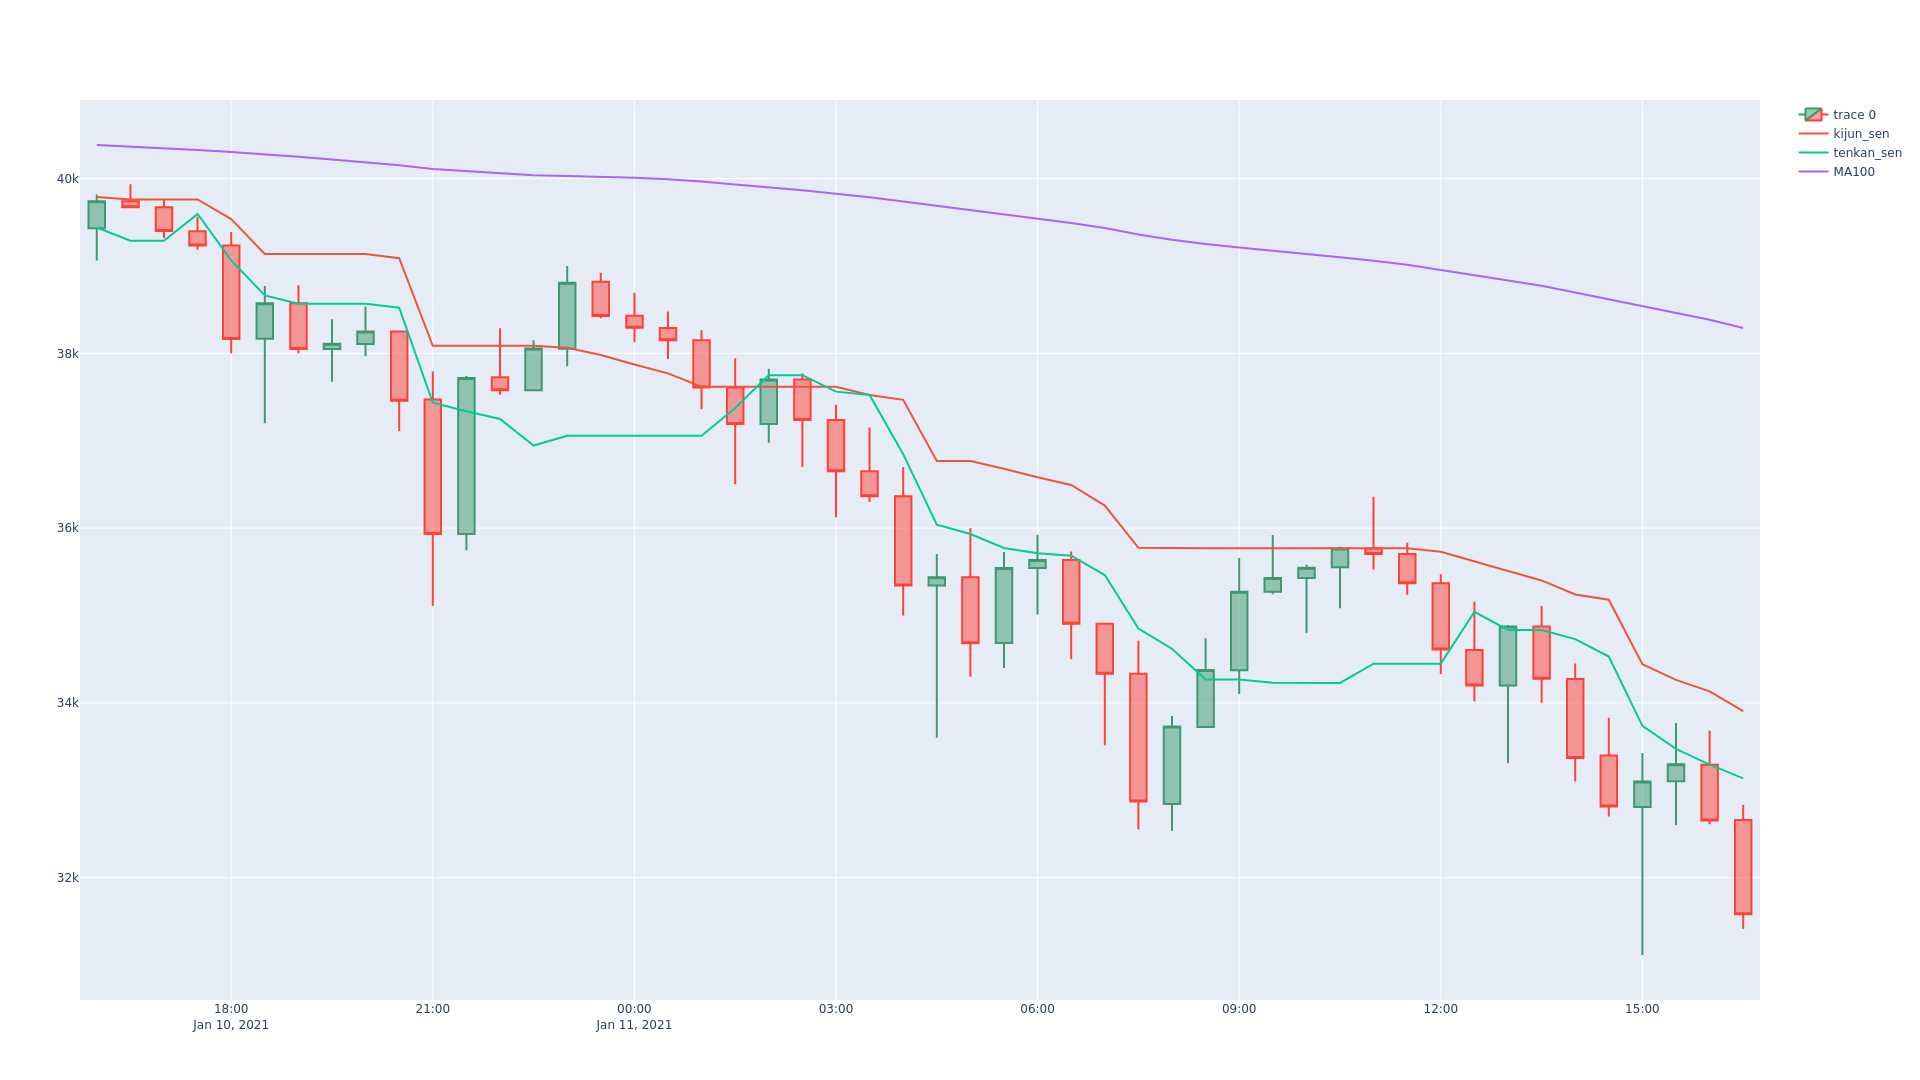 trace 0
kijun_sen
tenkan_sen
MA100
40k
38k
36k
34k
32k
18:00
Jan 10, 2021
21:00
00:00
Jan 11, 2021
03:00
06:00
09:00
12:00
15:00